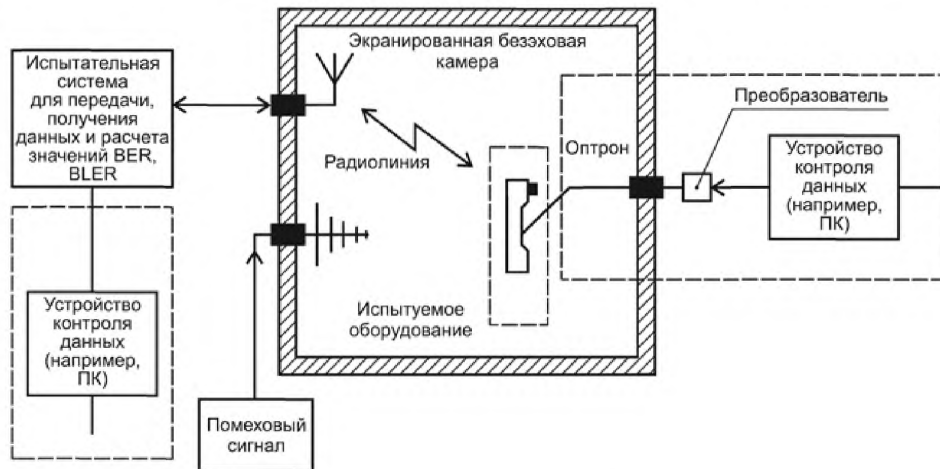 Испытательная
система
для передачи,
получения
данных и расчета
значений BER,
BLER
Экранированная безэховая
камера
Радиолиния
Оптрон
Преобразователь
Устройство
контроля
данных
(например,
ПК)
Испытуемое
оборудование
Устройство
контроля
данных
(например,
ПК)
Помеховый
сигнал